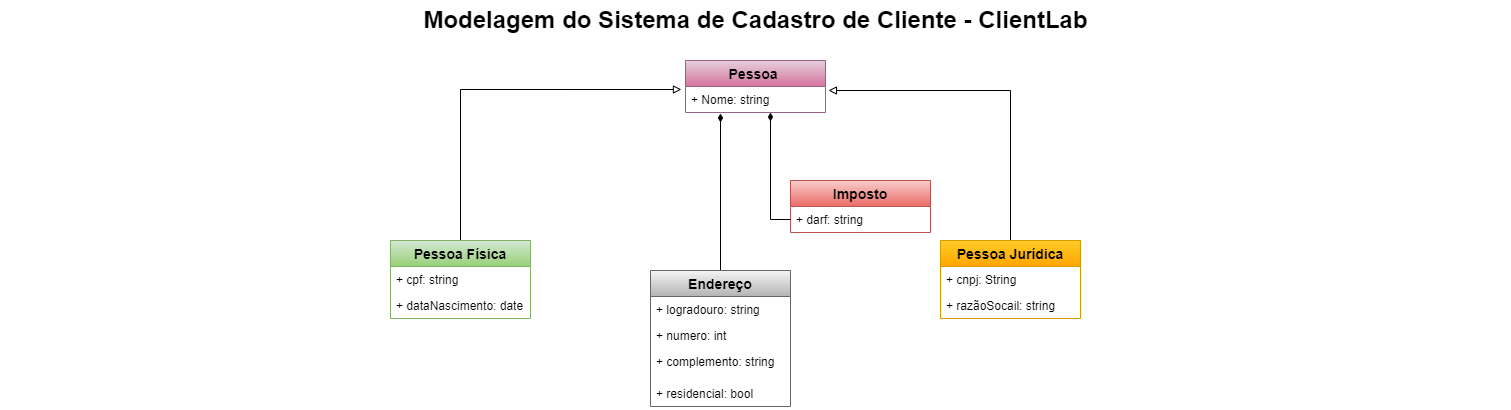 Modelagem do Sistema de Cadastro de Cliente - ClientLab
Pessoa
+ Nome: string
Imposto
+ darf: string
Pessoa Física
+ cpf: string
+ dataNascimento: date
Endereço
+ logradouro: string
+ numero: int
+ complemento: string
+ residencial: bool
Pessoa Jurídica
+ cnpj: String
+ razãoSocail: string